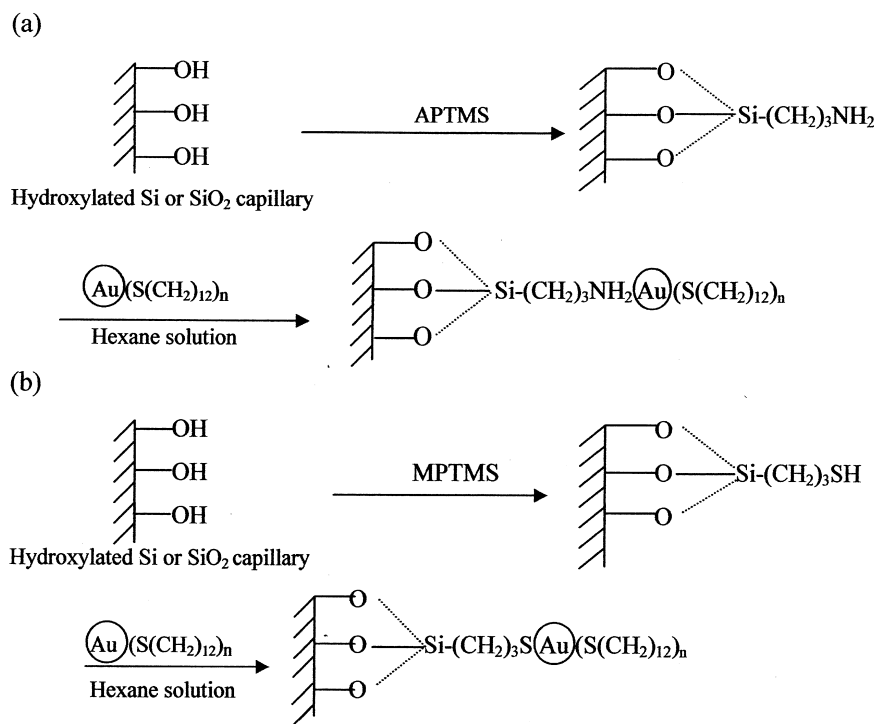 (a)
OH
OH
OH
Hydroxylated Si or SiO₂ capillary
APTMS
O
O
O
Si-(CH₂)₃NH₂
Au(S(CH₂)₁₂)ₙ
Hexane solution
O
O
O
Si-(CH₂)₃NH₂Au(S(CH₂)₁₂)ₙ
(b)
OH
OH
OH
Hydroxylated Si or SiO₂ capillary
MPTMS
O
O
O
Si-(CH₂)₃SH
Au(S(CH₂)₁₂)ₙ
Hexane solution
O
O
O
Si-(CH₂)₃SAu(S(CH₂)₁₂)ₙ